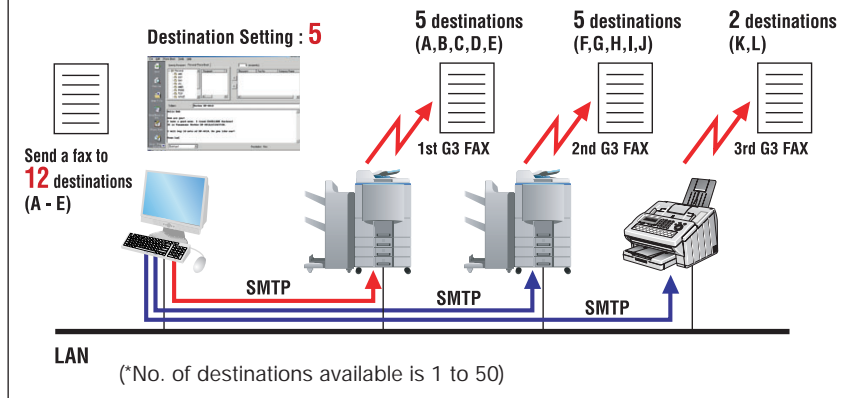 Destination Setting : 5
5 destinations
(A,B,C,D,E)
5 destinations
(F,G,H,I,J)
2 destinations
(K,L)
1st G3 FAX
2nd G3 FAX
3rd G3 FAX
Send a fax to
12 destinations
(A - E)
SMTP
SMTP
SMTP
LAN
(*No. of destinations available is 1 to 50)